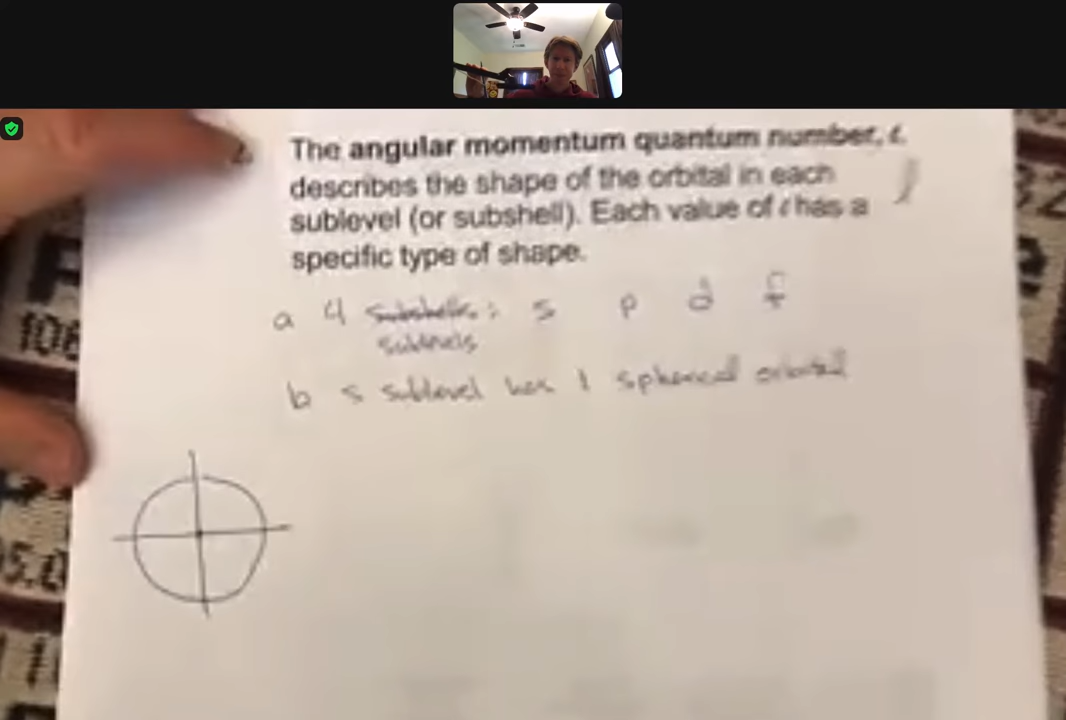 The angular momentum quantum number, ℓ
describes the shape of the orbital in each
sublevel (or subshell). Each value of ℓ has a
specific type of shape.
l
a 4 subshells: s p d f
sublevels
b s sublevel has 1 spherical orbital
106